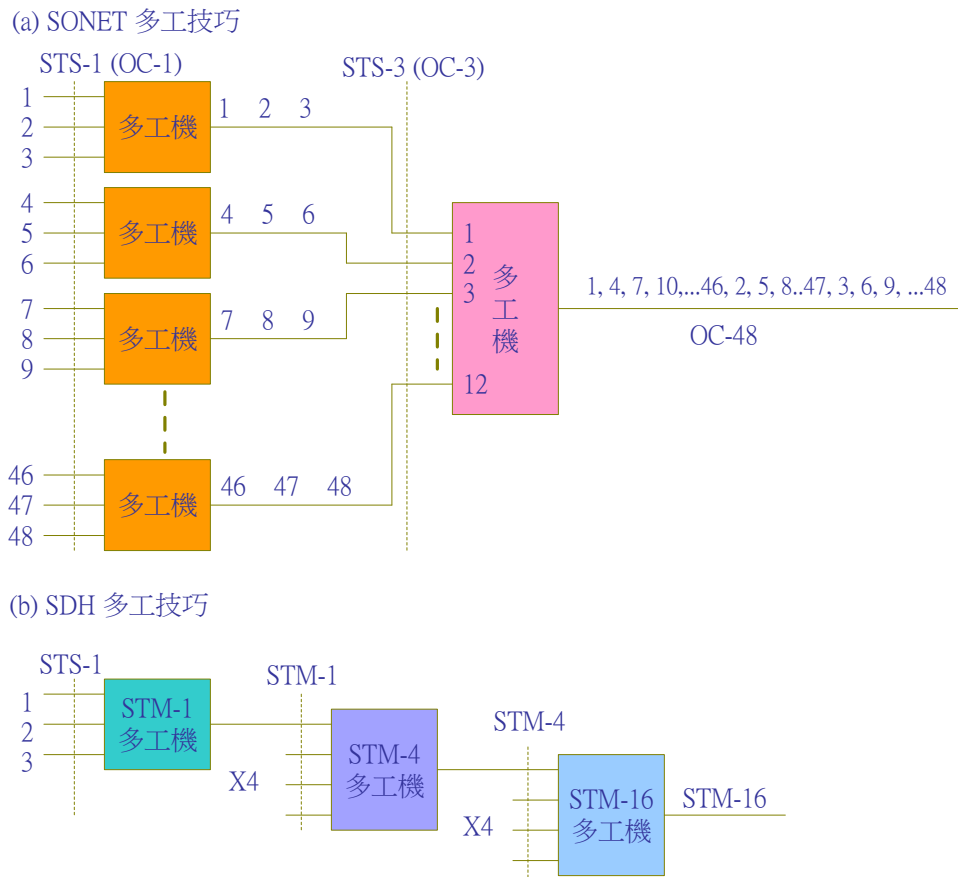 (a) SONET 多工技巧
STS-1 (OC-1)
STS-3 (OC-3)
1
2
3
多工機
1 2 3
4
5
6
多工機
4 5 6
7
8
9
多工機
7 8 9
46
47
48
多工機
46 47 48
1
2
3
12
多工機
1, 4, 7, 10,...46, 2, 5, 8..47, 3, 6, 9, ...48
OC-48
(b) SDH 多工技巧
STS-1
1
2
3
STM-1
多工機
STM-1
X4
STM-4
多工機
STM-4
X4
STM-16
多工機
STM-16